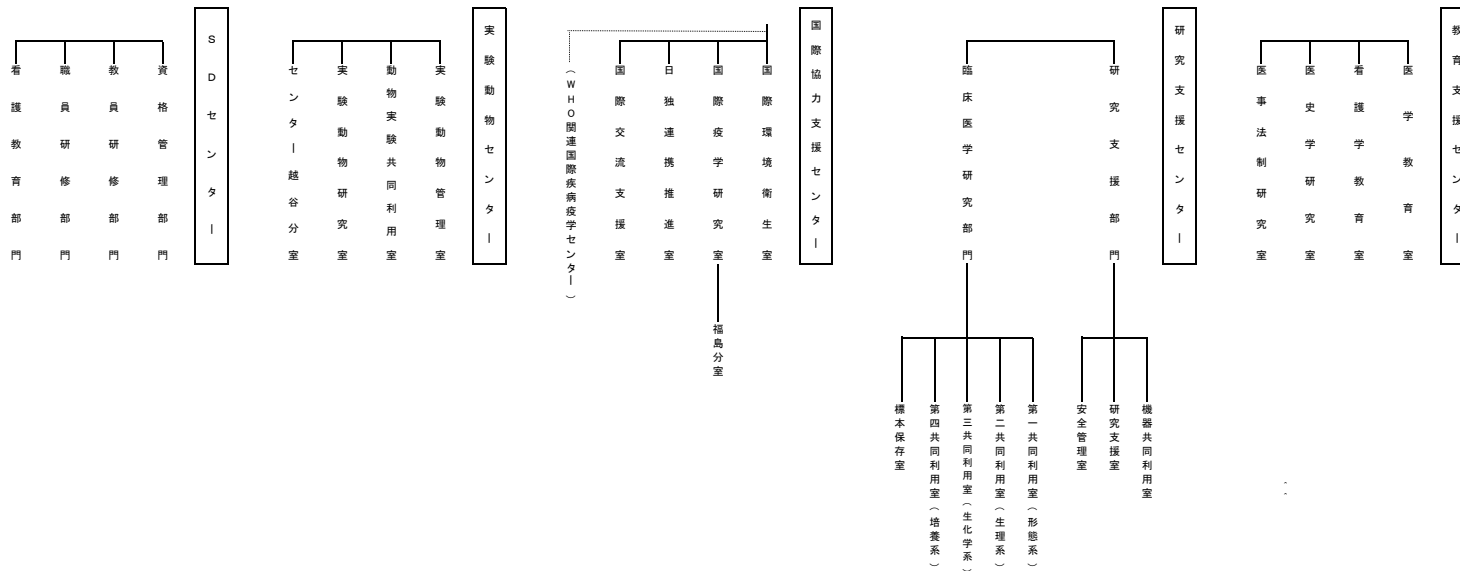 教育支援センター
医学教育室
看護学教育室
医史学研究室
医事法制研究室
研究支援センター
研究支援部門
機器共同利用室
研究支援室
安全管理室
臨床医学研究部門
第一共同利用室（形態系）
第二共同利用室（生理系）
第三共同利用室（生化学系）
第四共同利用室（培養系）
標本保存室
国際協力支援センター
国際環境衛生室
国際疫学研究室
福島分室
日独連携推進室
国際交流支援室
（WHO関連国際疾病疫学センター）
実験動物センター
実験動物管理室
動物実験共同利用室
実験動物研究室
センター越谷分室
SDセンター
資格管理部門
教員研修部門
職員研修部門
看護教育部門